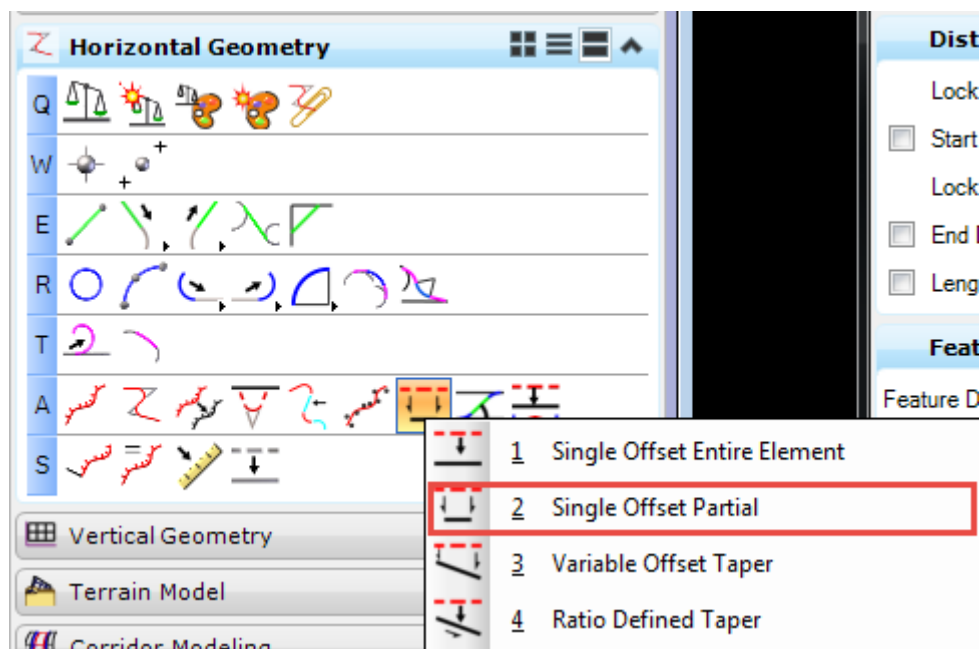 Horizontal Geometry
Q
W
E
R
T
A
S
Vertical Geometry
Terrain Model
Corridor Modeling
1 Single Offset Entire Element
2 Single Offset Partial
3 Variable Offset Taper
4 Ratio Defined Taper
Dist
Lock
Start
Lock
End
Leng
Feat
Feature D